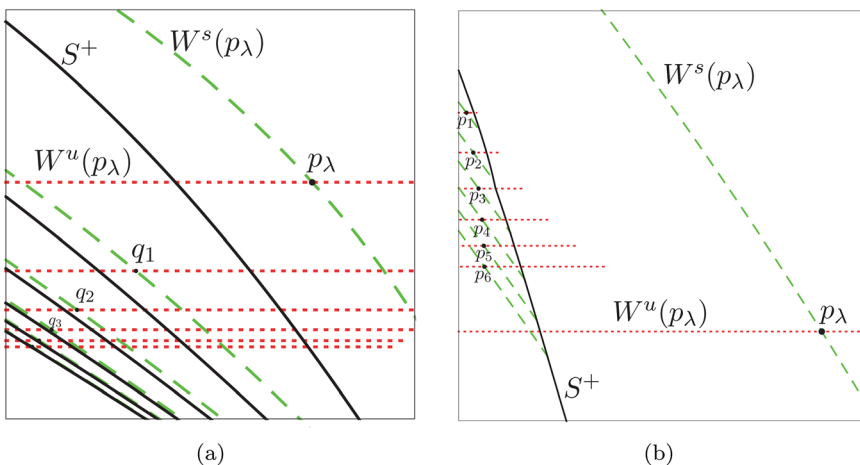 S⁺
Wˢ(p_λ)
Wᵘ(p_λ)
p_λ
q₁
q₂
q₃
(a)
Wˢ(p_λ)
p₁
p₂
p₃
p₄
p₅
p₆
Wᵘ(p_λ)
p_λ
S⁺
(b)